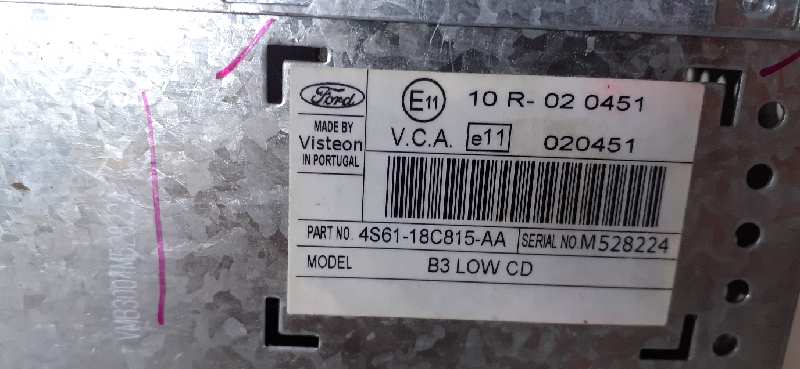 Ford
MADE BY
Visteon
IN PORTUGAL
E11 10 R- 02 0451
V.C.A. e11 020451
PART NO. 4S61-18C815-AA SERIAL NO. M528224
MODEL B3 LOW CD